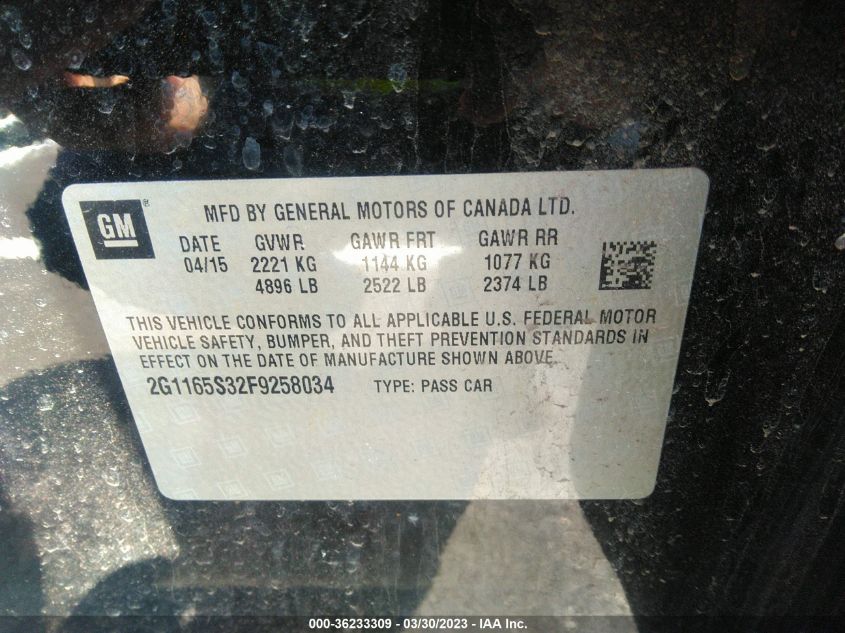 GM ®
MFD BY GENERAL MOTORS OF CANADA LTD.
DATE GVWR GAWR FRT GAWR RR
04/15 2221 KG 1144 KG 1077 KG
4896 LB 2522 LB 2374 LB
THIS VEHICLE CONFORMS TO ALL APPLICABLE U.S. FEDERAL MOTOR
VEHICLE SAFETY, BUMPER, AND THEFT PREVENTION STANDARDS IN
EFFECT ON THE DATE OF MANUFACTURE SHOWN ABOVE.
2G1165S32F9258034 TYPE: PASS CAR
000-36233309 — 03/30/2023 — IAA Inc.